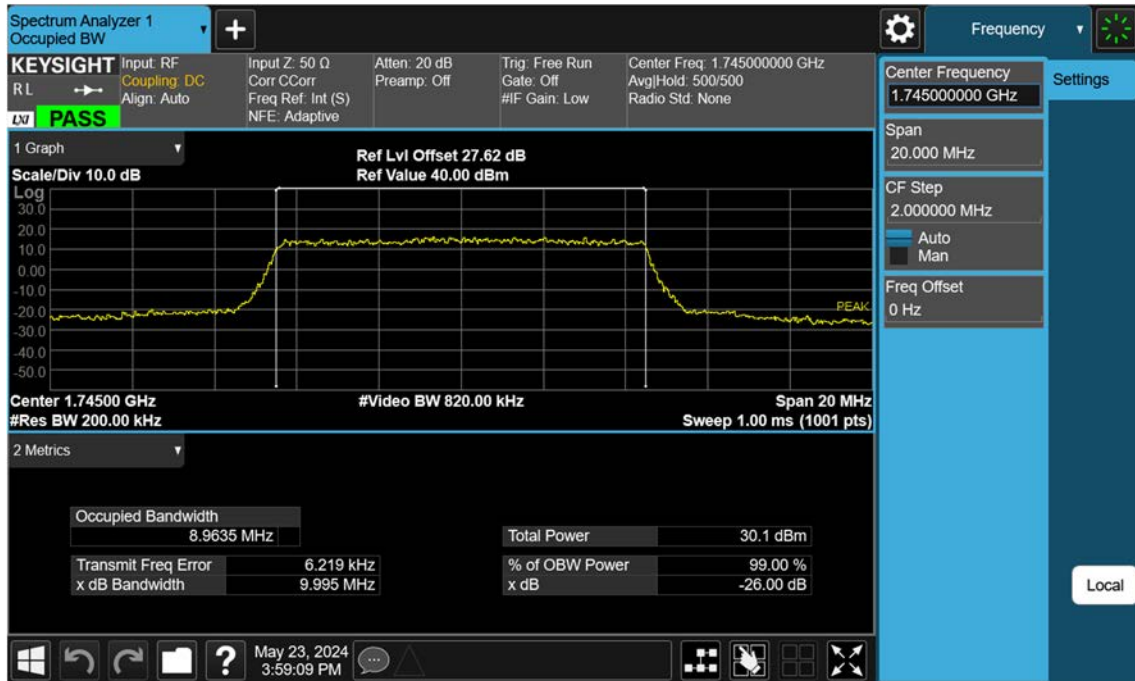 Spectrum Analyzer 1
Occupied BW
Frequency
KEYSIGHT
R L
LXI PASS
Input: RF
Coupling: DC
Align: Auto
Input Z: 50 Ω
Corr CCorr
Freq Ref: Int (S)
NFE: Adaptive
Atten: 20 dB
Preamp: Off
Trig: Free Run
Gate: Off
#IF Gain: Low
Center Freq: 1.745000000 GHz
Avg|Hold: 500/500
Radio Std: None
Center Frequency
1.745000000 GHz
Settings
Span
20.000 MHz
CF Step
2.000000 MHz
Auto
Man
Freq Offset
0 Hz
1 Graph
Ref Lvl Offset 27.62 dB
Scale/Div 10.0 dB
Ref Value 40.00 dBm
Log
30.0
20.0
10.0
0.00
-10.0
-20.0
-30.0
-40.0
-50.0
PEAK
Center 1.74500 GHz
#Video BW 820.00 kHz
Span 20 MHz
#Res BW 200.00 kHz
Sweep 1.00 ms (1001 pts)
2 Metrics
Occupied Bandwidth
8.9635 MHz
Total Power 30.1 dBm
Transmit Freq Error 6.219 kHz
% of OBW Power 99.00 %
x dB Bandwidth 9.995 MHz
x dB -26.00 dB
Local
?
May 23, 2024
3:59:09 PM